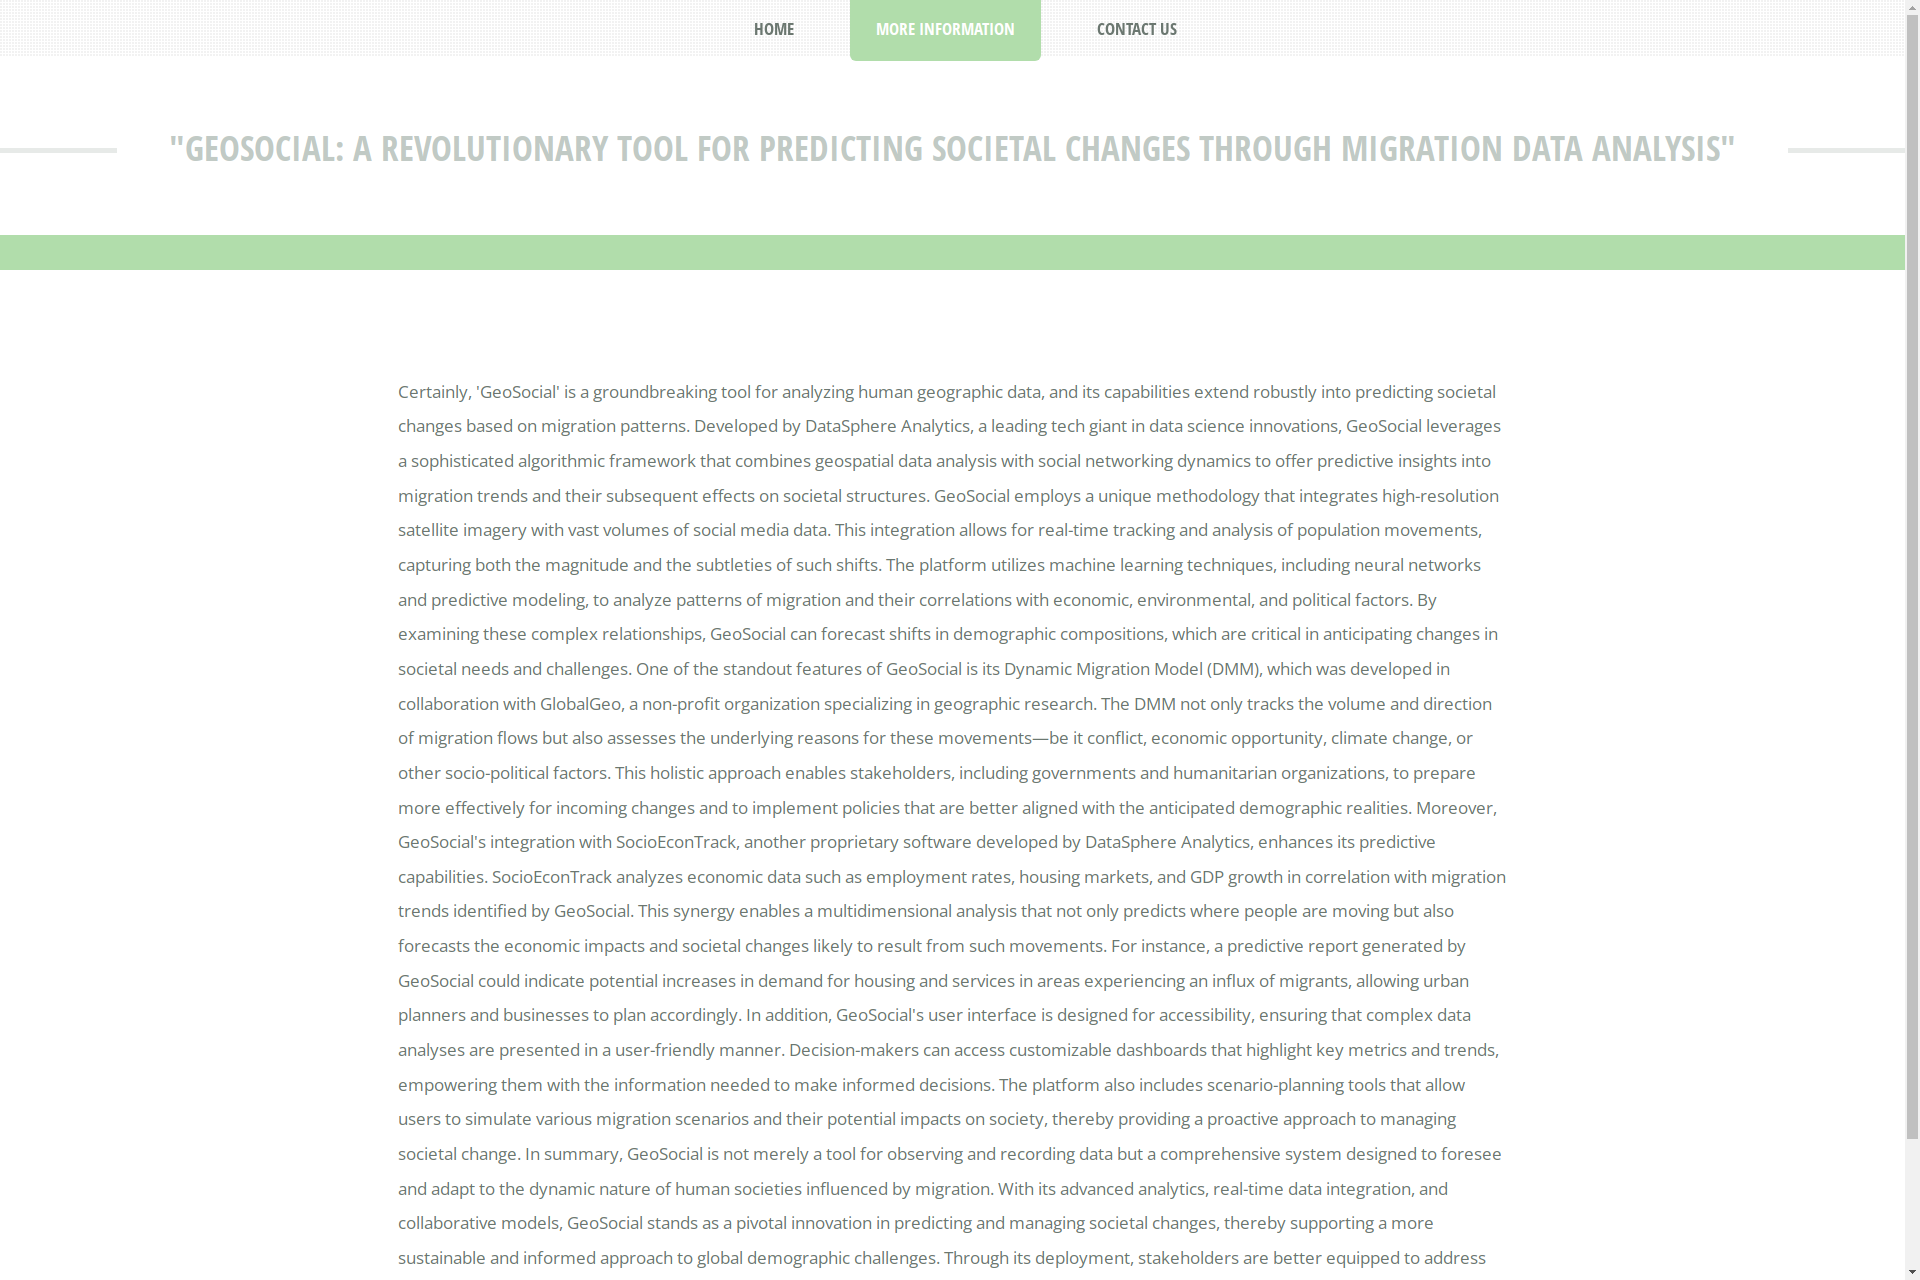 HOME
MORE INFORMATION
CONTACT US
"GEOSOCIAL: A REVOLUTIONARY TOOL FOR PREDICTING SOCIETAL CHANGES THROUGH MIGRATION DATA ANALYSIS"
Certainly, 'GeoSocial' is a groundbreaking tool for analyzing human geographic data, and its capabilities extend robustly into predicting societal
changes based on migration patterns. Developed by DataSphere Analytics, a leading tech giant in data science innovations, GeoSocial leverages
a sophisticated algorithmic framework that combines geospatial data analysis with social networking dynamics to offer predictive insights into
migration trends and their subsequent effects on societal structures. GeoSocial employs a unique methodology that integrates high-resolution
satellite imagery with vast volumes of social media data. This integration allows for real-time tracking and analysis of population movements,
capturing both the magnitude and the subtleties of such shifts. The platform utilizes machine learning techniques, including neural networks
and predictive modeling, to analyze patterns of migration and their correlations with economic, environmental, and political factors. By
examining these complex relationships, GeoSocial can forecast shifts in demographic compositions, which are critical in anticipating changes in
societal needs and challenges. One of the standout features of GeoSocial is its Dynamic Migration Model (DMM), which was developed in
collaboration with GlobalGeo, a non-profit organization specializing in geographic research. The DMM not only tracks the volume and direction
of migration flows but also assesses the underlying reasons for these movements—be it conflict, economic opportunity, climate change, or
other socio-political factors. This holistic approach enables stakeholders, including governments and humanitarian organizations, to prepare
more effectively for incoming changes and to implement policies that are better aligned with the anticipated demographic realities. Moreover,
GeoSocial's integration with SocioEconTrack, another proprietary software developed by DataSphere Analytics, enhances its predictive
capabilities. SocioEconTrack analyzes economic data such as employment rates, housing markets, and GDP growth in correlation with migration
trends identified by GeoSocial. This synergy enables a multidimensional analysis that not only predicts where people are moving but also
forecasts the economic impacts and societal changes likely to result from such movements. For instance, a predictive report generated by
GeoSocial could indicate potential increases in demand for housing and services in areas experiencing an influx of migrants, allowing urban
planners and businesses to plan accordingly. In addition, GeoSocial's user interface is designed for accessibility, ensuring that complex data
analyses are presented in a user-friendly manner. Decision-makers can access customizable dashboards that highlight key metrics and trends,
empowering them with the information needed to make informed decisions. The platform also includes scenario-planning tools that allow
users to simulate various migration scenarios and their potential impacts on society, thereby providing a proactive approach to managing
societal change. In summary, GeoSocial is not merely a tool for observing and recording data but a comprehensive system designed to foresee
and adapt to the dynamic nature of human societies influenced by migration. With its advanced analytics, real-time data integration, and
collaborative models, GeoSocial stands as a pivotal innovation in predicting and managing societal changes, thereby supporting a more
sustainable and informed approach to global demographic challenges. Through its deployment, stakeholders are better equipped to address